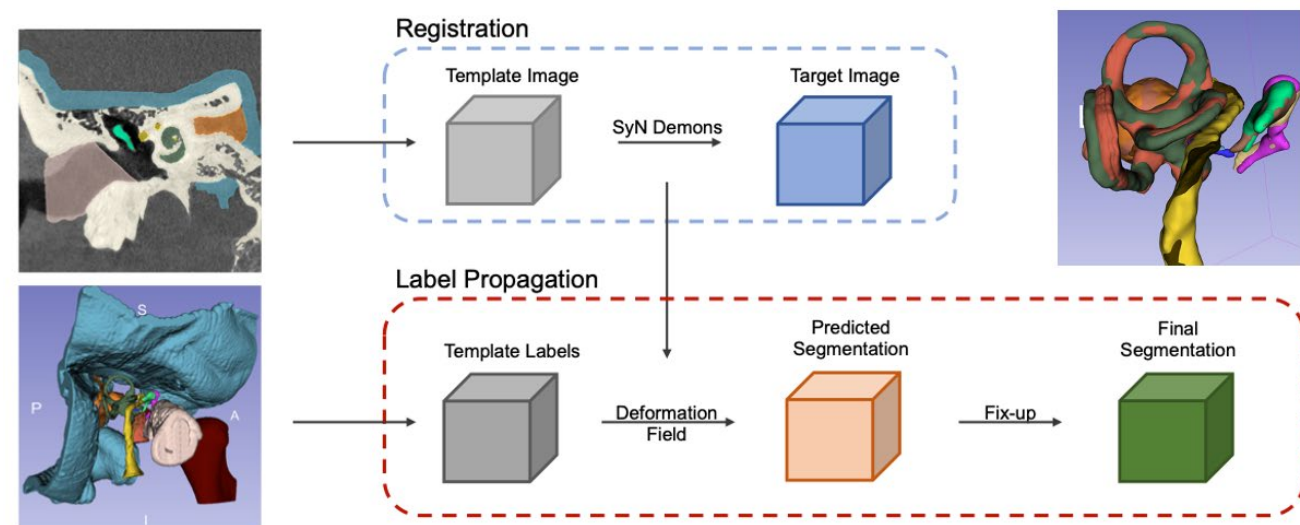 Registration
Template Image
Target Image
SyN Demons
Label Propagation
S
P
A
I
Template Labels
Deformation
Field
Predicted
Segmentation
Fix-up
Final
Segmentation